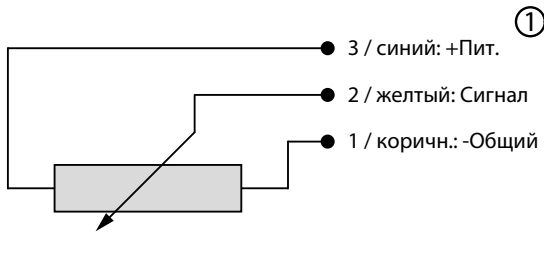 ①
3 / синий: +Пит.
2 / желтый: Сигнал
1 / коричн.: -Общий